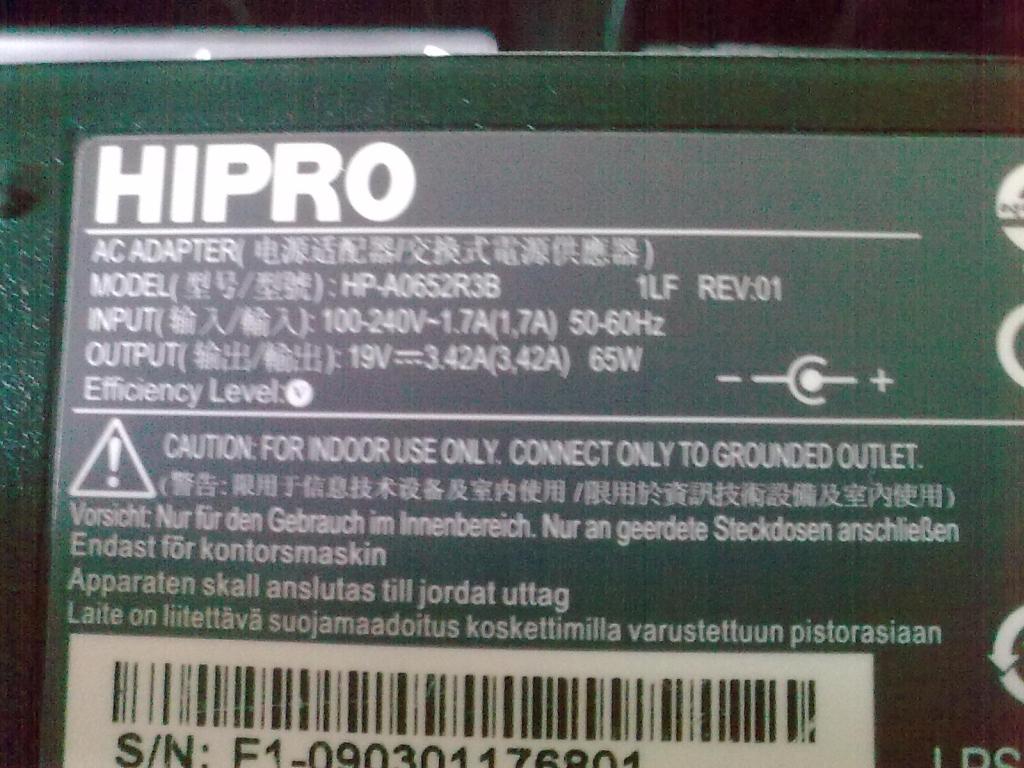 HIPRO
AC ADAPTER( 电源适配器/交换式電源供應器)
MODEL( 型号/型號) : HP-A0652R3B 1LF REV:01
INPUT( 输入/輸入): 100-240V~1.7A(1,7A) 50-60Hz
OUTPUT( 输出/輸出): 19V⎓3.42A(3,42A) 65W
- +
Efficiency Level:V
CAUTION: FOR INDOOR USE ONLY. CONNECT ONLY TO GROUNDED OUTLET.
(警告: 限用于信息技术设备及室内使用 /限用於資訊技術設備及室內使用)
Vorsicht: Nur für den Gebrauch im Innenbereich. Nur an geerdete Steckdosen anschließen
Endast för kontorsmaskin
Apparaten skall anslutas till jordat uttag
Laite on liitettävä suojamaadoitus koskettimilla varustettuun pistorasiaan
S/N: F1-090301176801
LPS